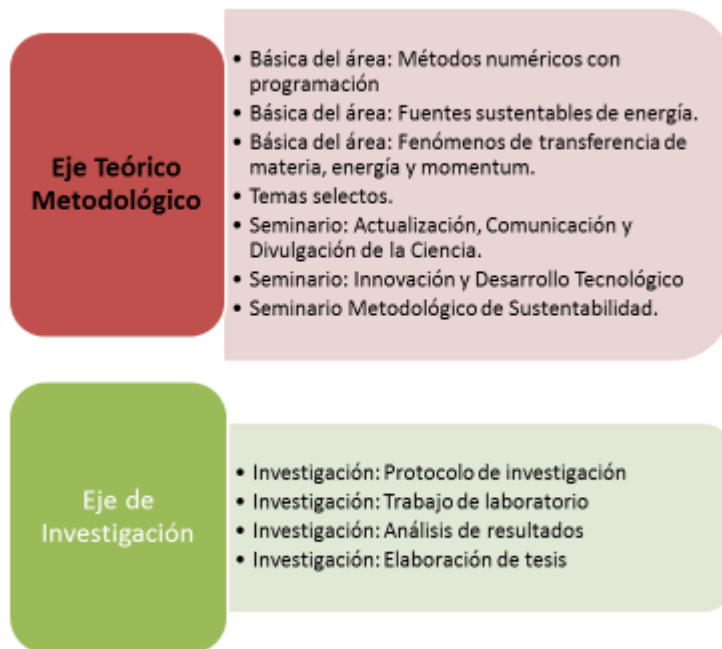 Eje Teórico
Metodológico
• Básica del área: Métodos numéricos con
programación
• Básica del área: Fuentes sustentables de energía.
• Básica del área: Fenómenos de transferencia de
materia, energía y momentum.
• Temas selectos.
• Seminario: Actualización, Comunicación y
Divulgación de la Ciencia.
• Seminario: Innovación y Desarrollo Tecnológico
• Seminario Metodológico de Sustentabilidad.
Eje de
Investigación
• Investigación: Protocolo de investigación
• Investigación: Trabajo de laboratorio
• Investigación: Análisis de resultados
• Investigación: Elaboración de tesis